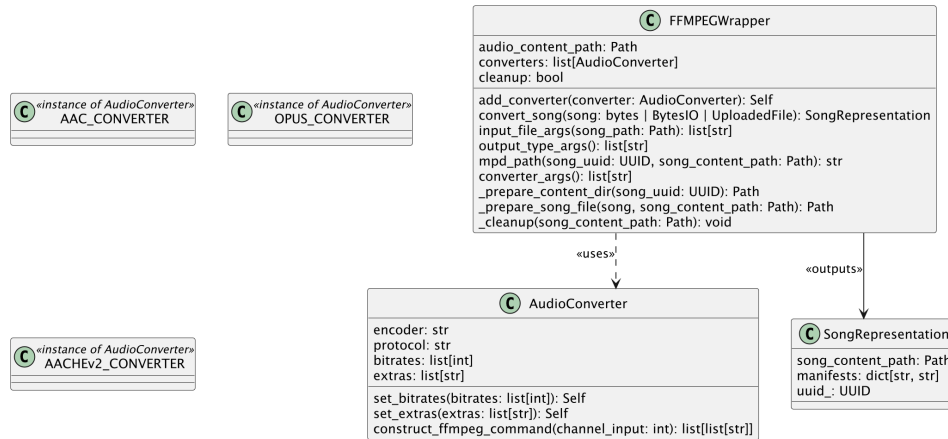 C FFMPEGWrapper
audio_content_path: Path
converters: list[AudioConverter]
cleanup: bool
add_converter(converter: AudioConverter): Self
convert_song(song: bytes | BytesIO | UploadedFile): SongRepresentation
input_file_args(song_path: Path): list[str]
output_type_args(): list[str]
mpd_path(song_uuid: UUID, song_content_path: Path): str
converter_args(): list[str]
_prepare_content_dir(song_uuid: UUID): Path
_prepare_song_file(song, song_content_path: Path): Path
_cleanup(song_content_path: Path): void
C «instance of AudioConverter»
AAC_CONVERTER
C «instance of AudioConverter»
OPUS_CONVERTER
«uses»
«outputs»
C «instance of AudioConverter»
AACHEv2_CONVERTER
C AudioConverter
encoder: str
protocol: str
bitrates: list[int]
extras: list[str]
set_bitrates(bitrates: list[int]): Self
set_extras(extras: list[str]): Self
construct_ffmpeg_command(channel_input: int): list[list[str]]
C SongRepresentation
song_content_path: Path
manifests: dict[str, str]
uuid_: UUID